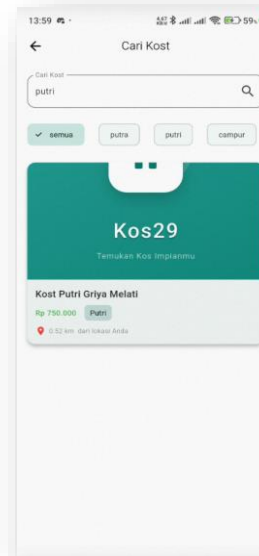 13:59
59
Cari Kost
Cari Kost
putri
semua putra putri campur
Kos29
Temukan Kos Impianmu
Kost Putri Griya Melati
Rp 750.000 Putri
0.52 km dari lokasi Anda